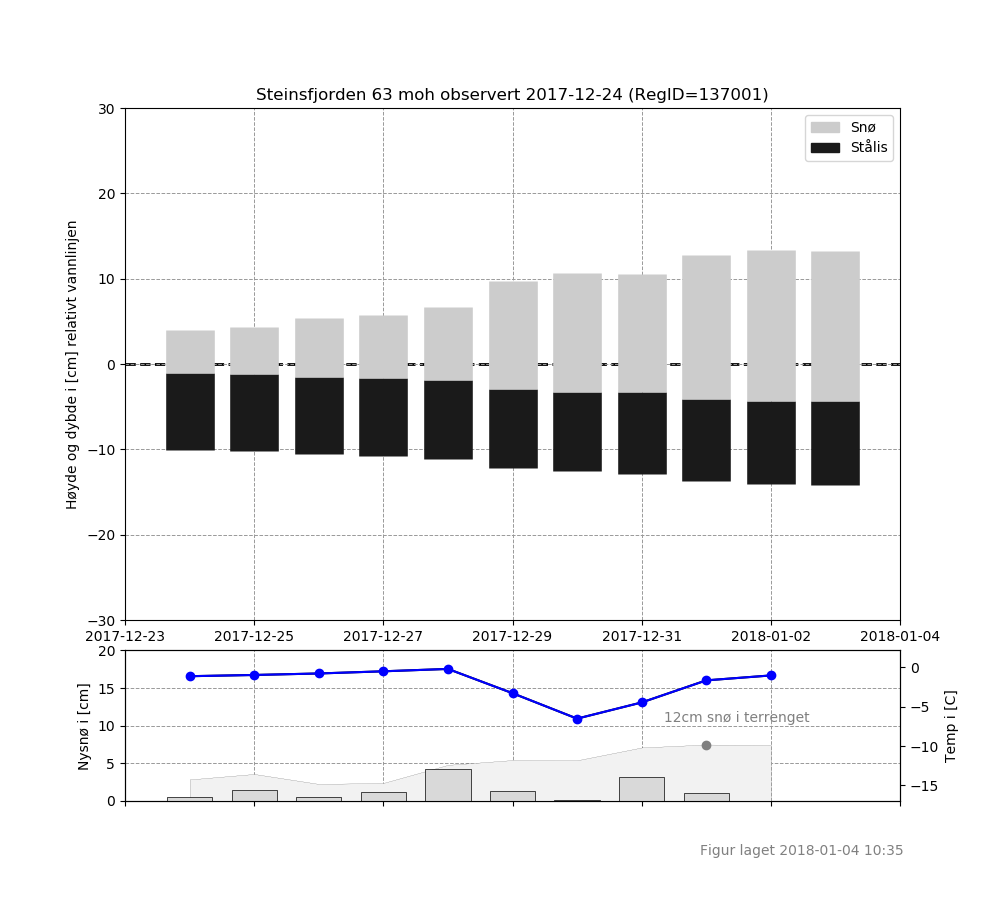 Steinsfjorden 63 moh observert 2017-12-24 (RegID=137001)
Snø
Stålis
Høyde og dybde i [cm] relativt vannlinjen
30
20
10
0
−10
−20
−30
2017-12-23 2017-12-25 2017-12-27 2017-12-29 2017-12-31 2018-01-02 2018-01-04
Nysnø i [cm]
20
15
10
5
0
12cm snø i terrenget
0
−5
−10
−15
Temp i [C]
Figur laget 2018-01-04 10:35